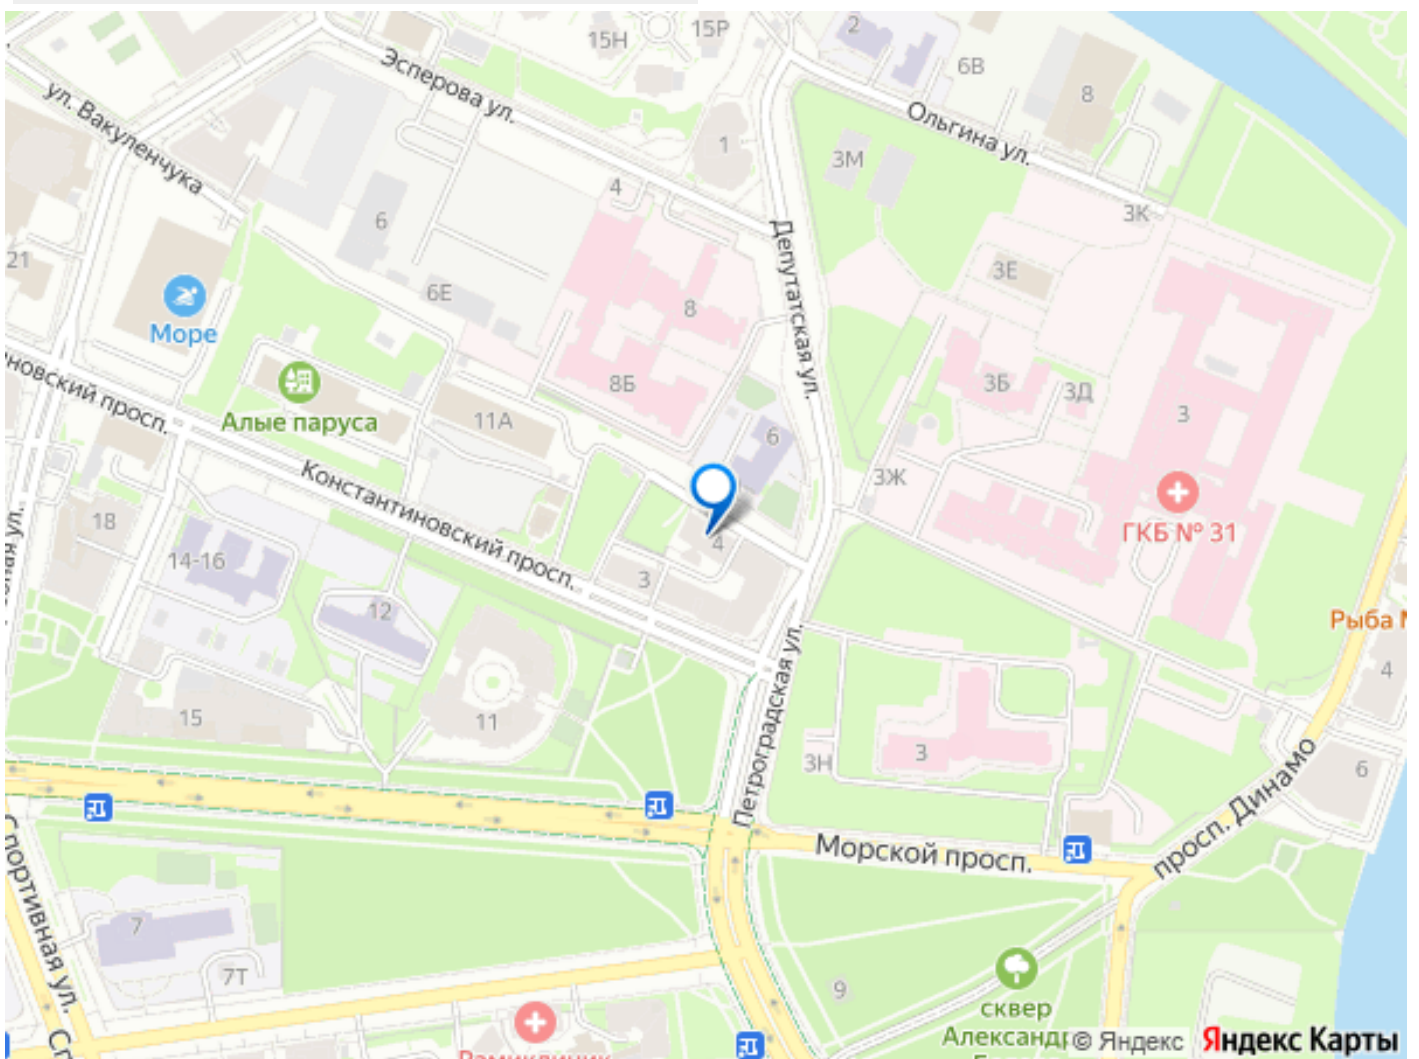 15Н
15Р
2
6В
8
Эсперова ул.
Ольгина ул.
ул. Вакуленчука
1
3М
4
3К
6
Депутатская ул.
21
3Е
6Е
8
Море
3Б
8Б
3Д
3
Алые паруса
11А
6
новский просп.
Константиновский просп.
3Ж
ГКБ № 31
18
4
14-16
3
12
Рыба
4
Петроградская ул.
15
11
3
3Н
6
просп. Динамо
Морской просп.
Спортивная ул.
7
7Т
9
сквер
Александр
© Яндекс
Яндекс Карты